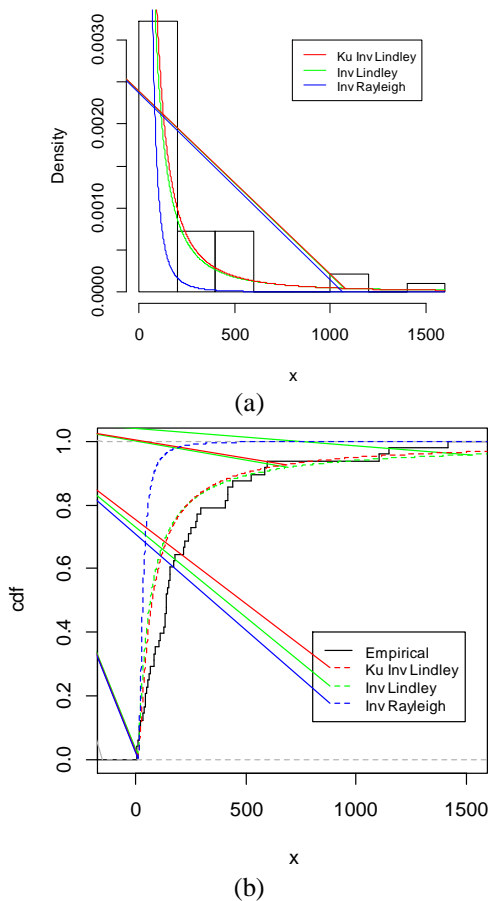 0.0030
0.0020
0.0010
0.0000
Density
Ku Inv Lindley
Inv Lindley
Inv Rayleigh
0 500 1000 1500
x
(a)
1.0
0.8
0.6
0.4
0.2
0.0
cdf
Empirical
Ku Inv Lindley
Inv Lindley
Inv Rayleigh
0 500 1000 1500
x
(b)